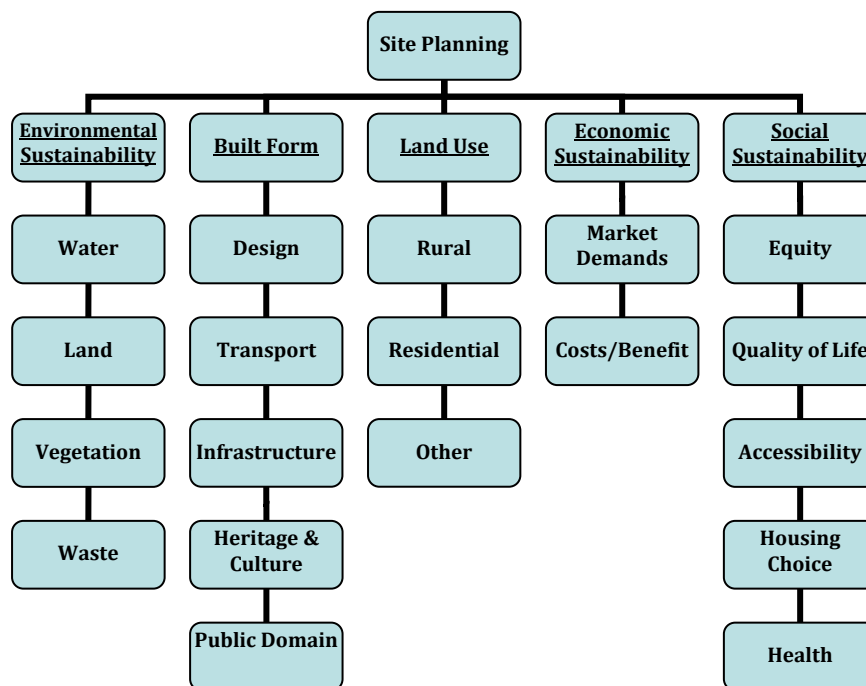 Site Planning
Environmental
Sustainability
Built Form
Land Use
Economic
Sustainability
Social
Sustainability
Water
Design
Rural
Market
Demands
Equity
Land
Transport
Residential
Costs/Benefit
Quality of Life
Vegetation
Infrastructure
Other
Accessibility
Waste
Heritage &
Culture
Housing
Choice
Public Domain
Health